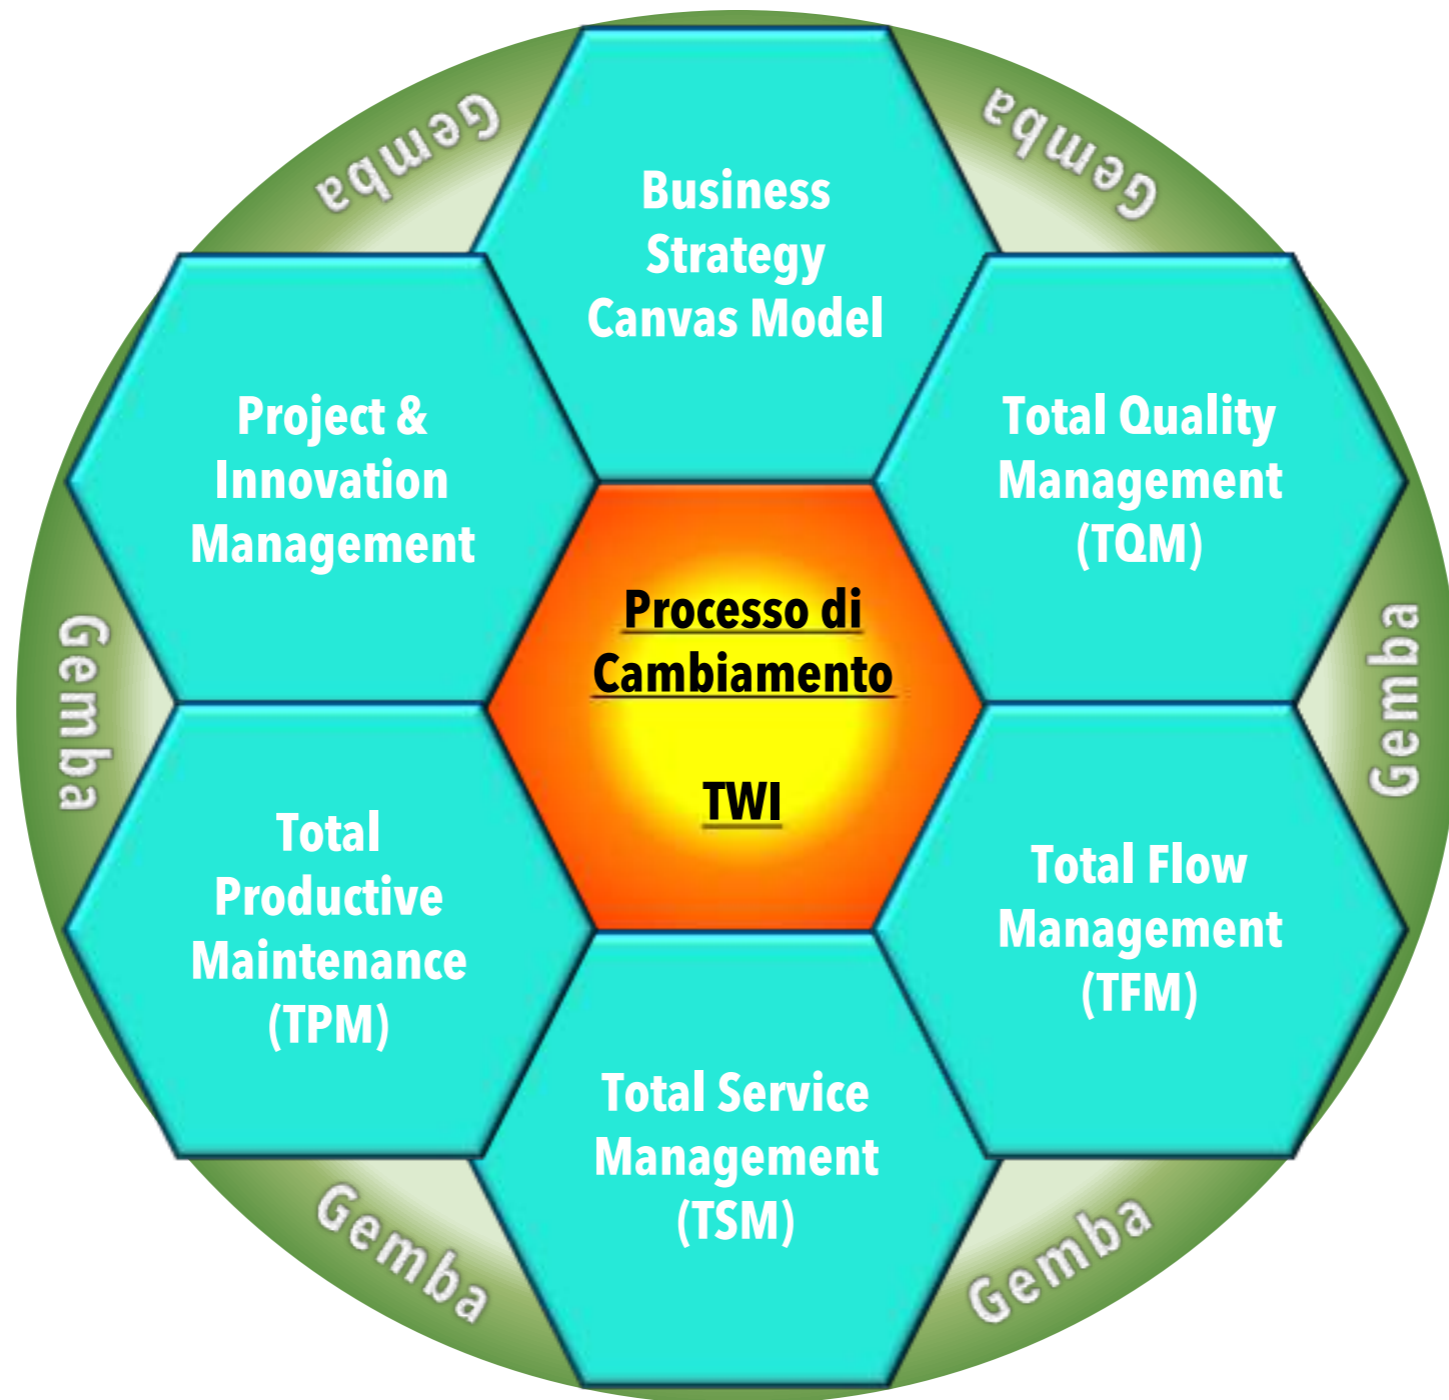 Gemba
Gemba
Business
Strategy
Canvas Model
Project &
Innovation
Management
Total Quality
Management
(TQM)
Processo di
Cambiamento
TWI
Gemba
Gemba
Total
Productive
Maintenance
(TPM)
Total Flow
Management
(TFM)
Total Service
Management
(TSM)
Gemba
Gemba